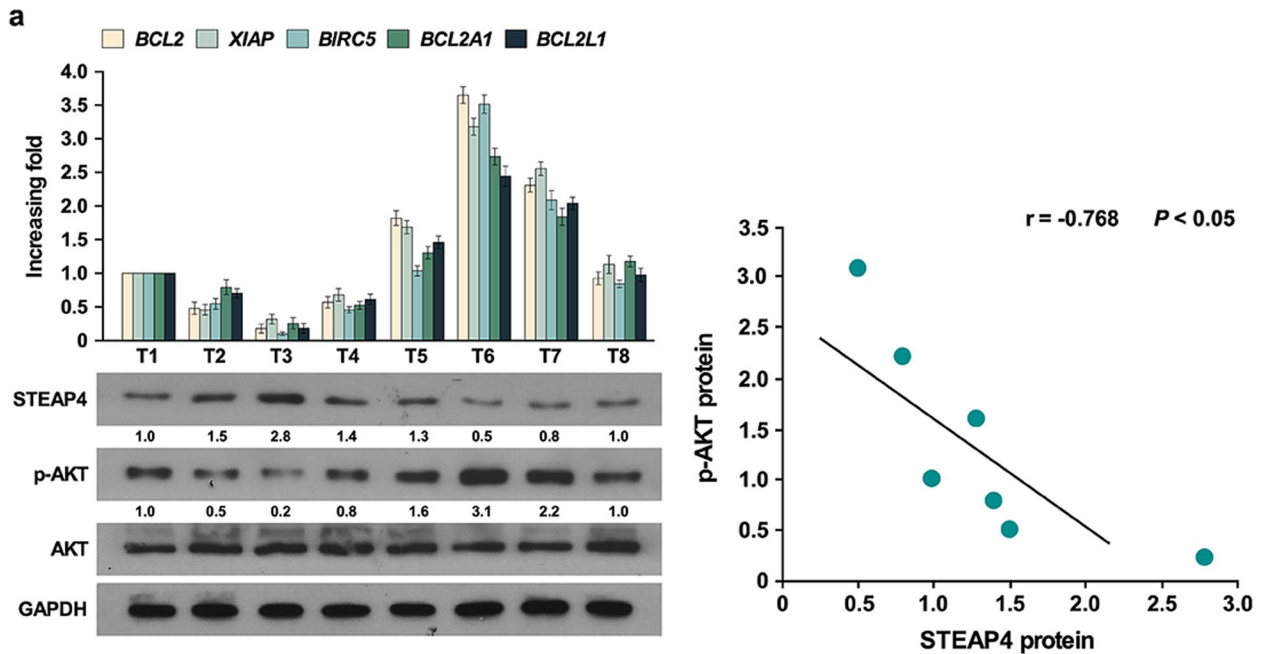 a
BCL2 XIAP BIRC5 BCL2A1 BCL2L1
Increasing fold
4.0
3.5
3.0
2.5
2.0
1.5
1.0
0.5
0
T1 T2 T3 T4 T5 T6 T7 T8
STEAP4
1.0 1.5 2.8 1.4 1.3 0.5 0.8 1.0
p-AKT
1.0 0.5 0.2 0.8 1.6 3.1 2.2 1.0
AKT
GAPDH
r = -0.768 P < 0.05
p-AKT protein
3.5
3.0
2.5
2.0
1.5
1.0
0.5
0
0 0.5 1.0 1.5 2.0 2.5 3.0
STEAP4 protein